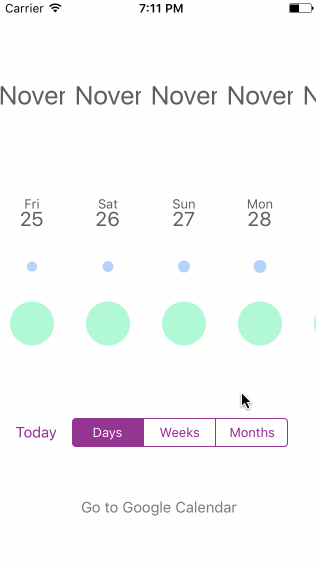 Carrier 7:11 PM
Nover Nover Nover Nover
Fri Sat Sun Mon
25 26 27 28
Today Days Weeks Months
Go to Google Calendar